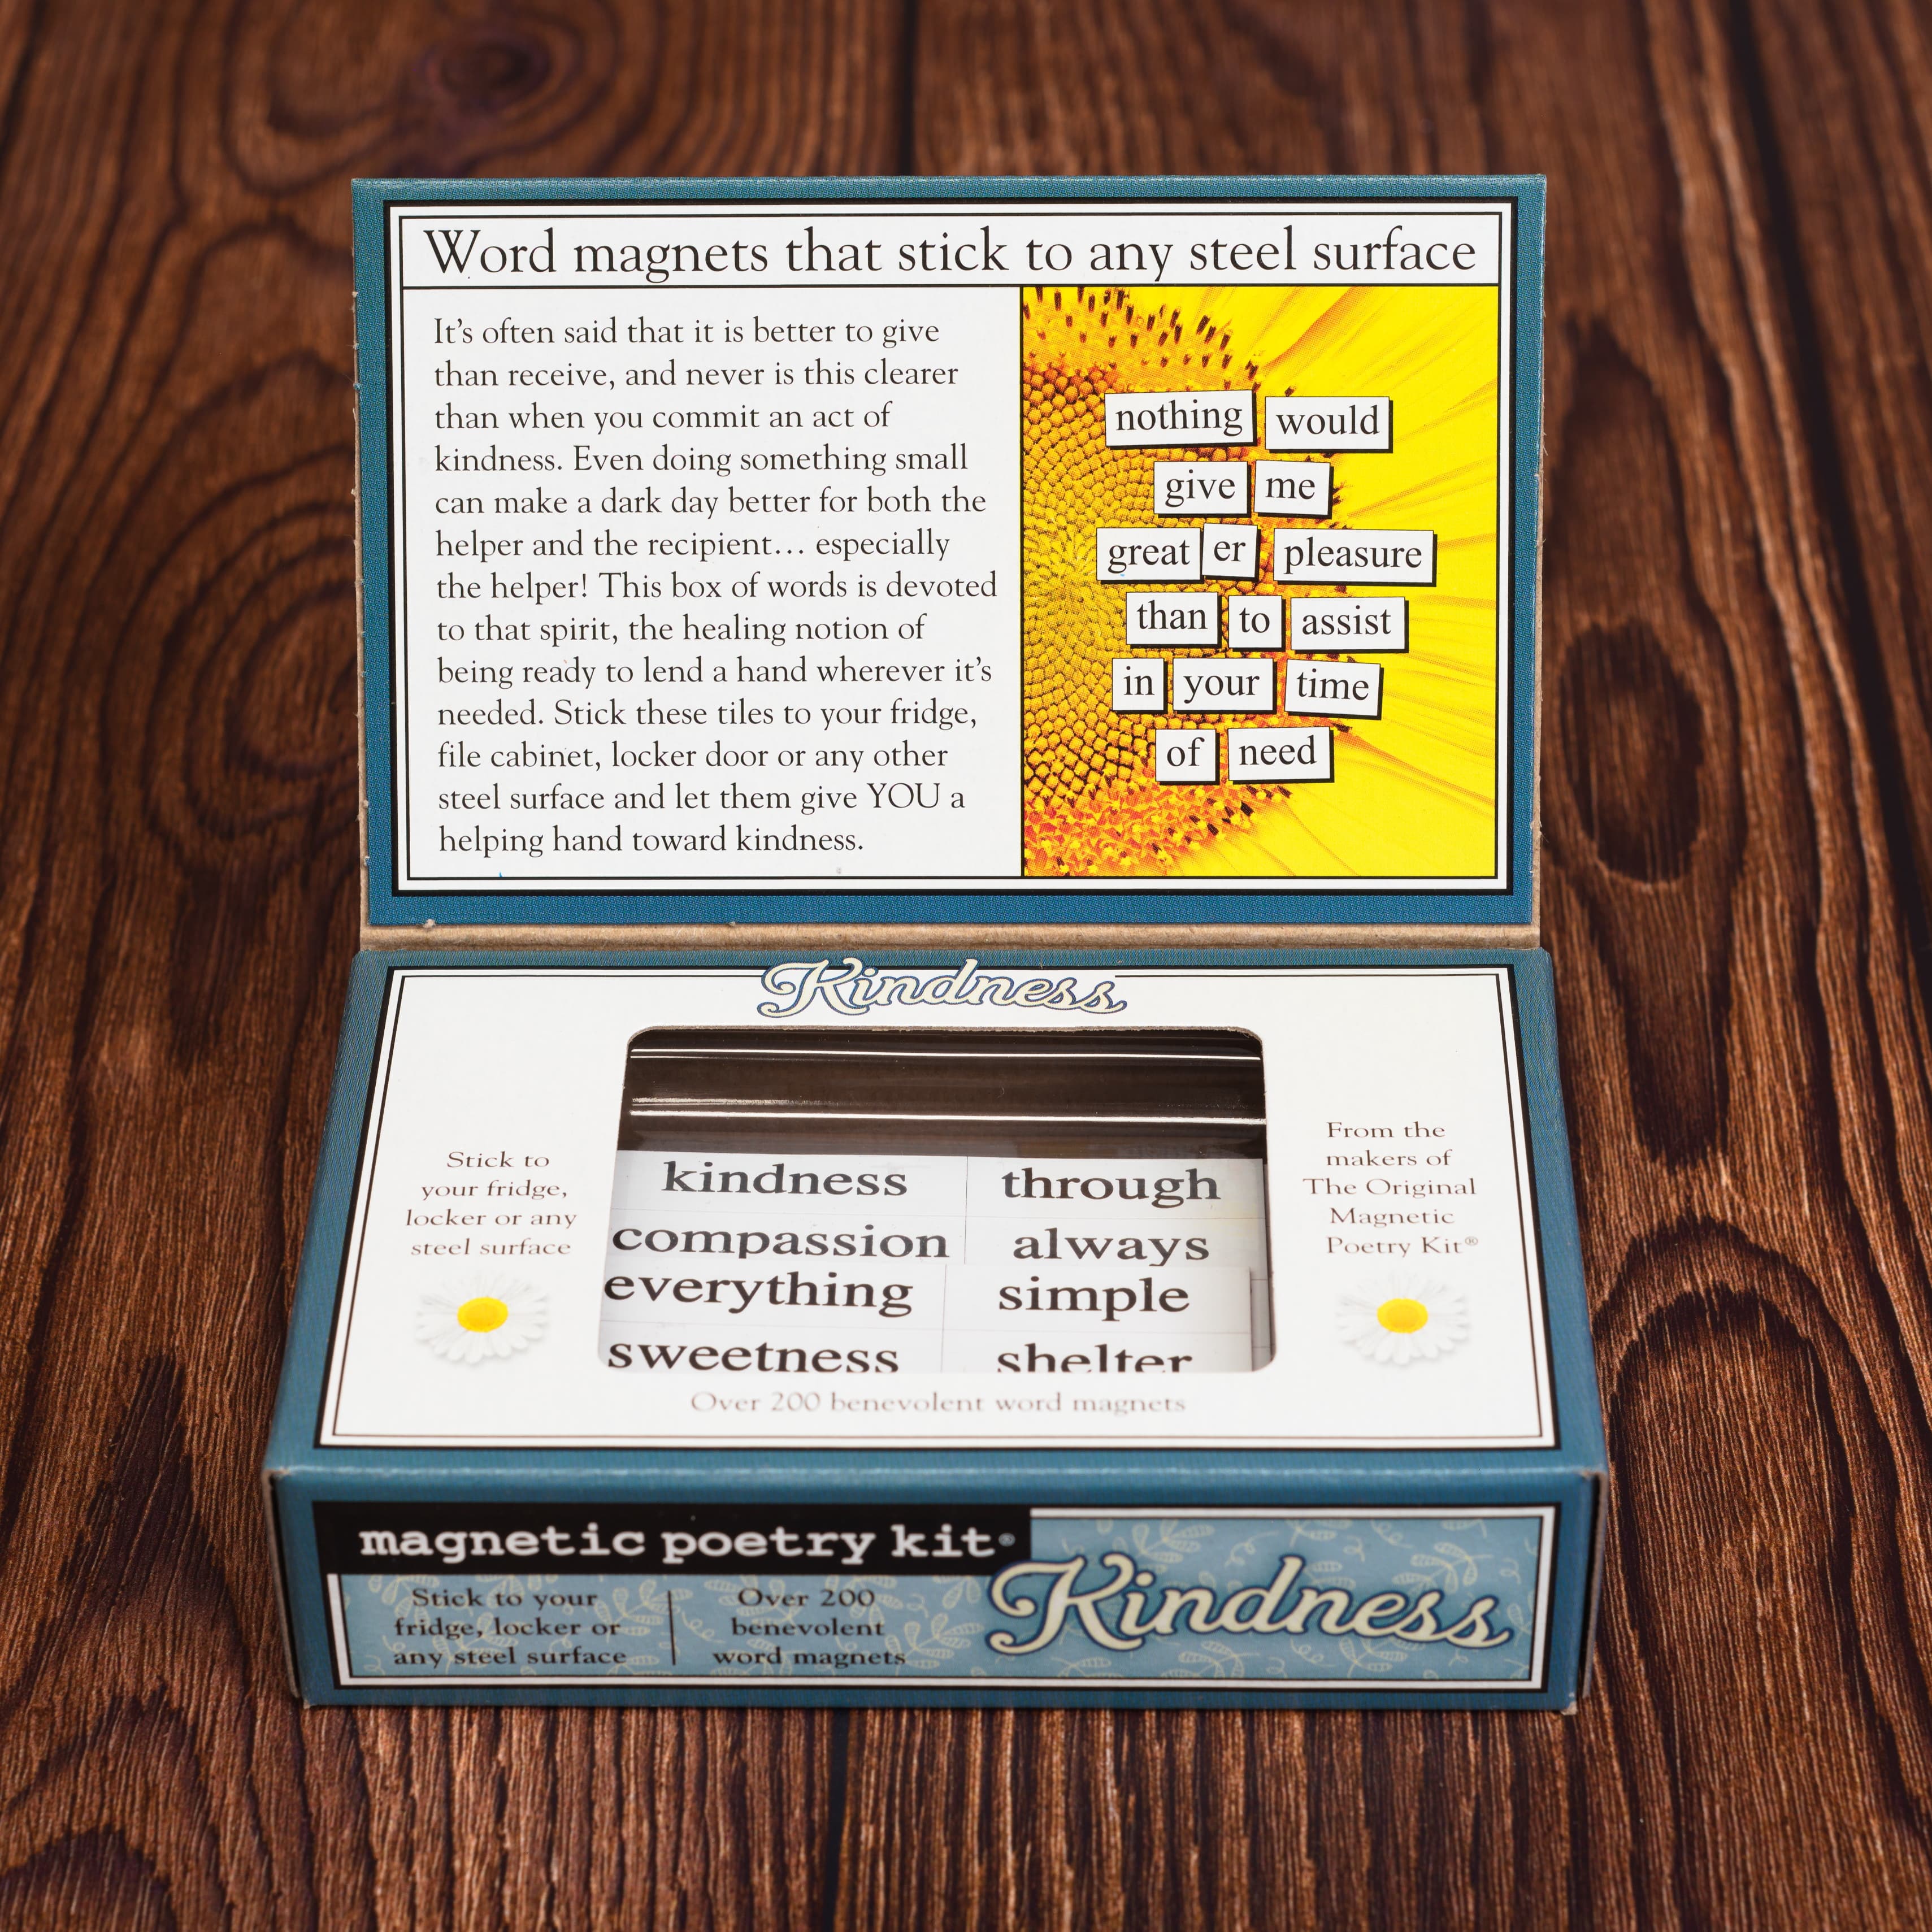 Word magnets that stick to any steel surface
It's often said that it is better to give
than receive, and never is this clearer
than when you commit an act of
kindness. Even doing something small
can make a dark day better for both the
helper and the recipient... especially
the helper! This box of words is devoted
to that spirit, the healing notion of
being ready to lend a hand wherever it's
needed. Stick these tiles to your fridge,
file cabinet, locker door or any other
steel surface and let them give YOU a
helping hand toward kindness.
nothing would
give me
great er pleasure
than to assist
in your time
of need
Kindness
Stick to
your fridge,
locker or any
steel surface
kindness through
compassion always
everything simple
sweetness shelter
From the
makers of
The Original
Magnetic
Poetry Kit®
Over 200 benevolent word magnets
magnetic poetry kit®
Stick to your
fridge, locker or
any steel surface
Over 200
benevolent
word magnets
Kindness